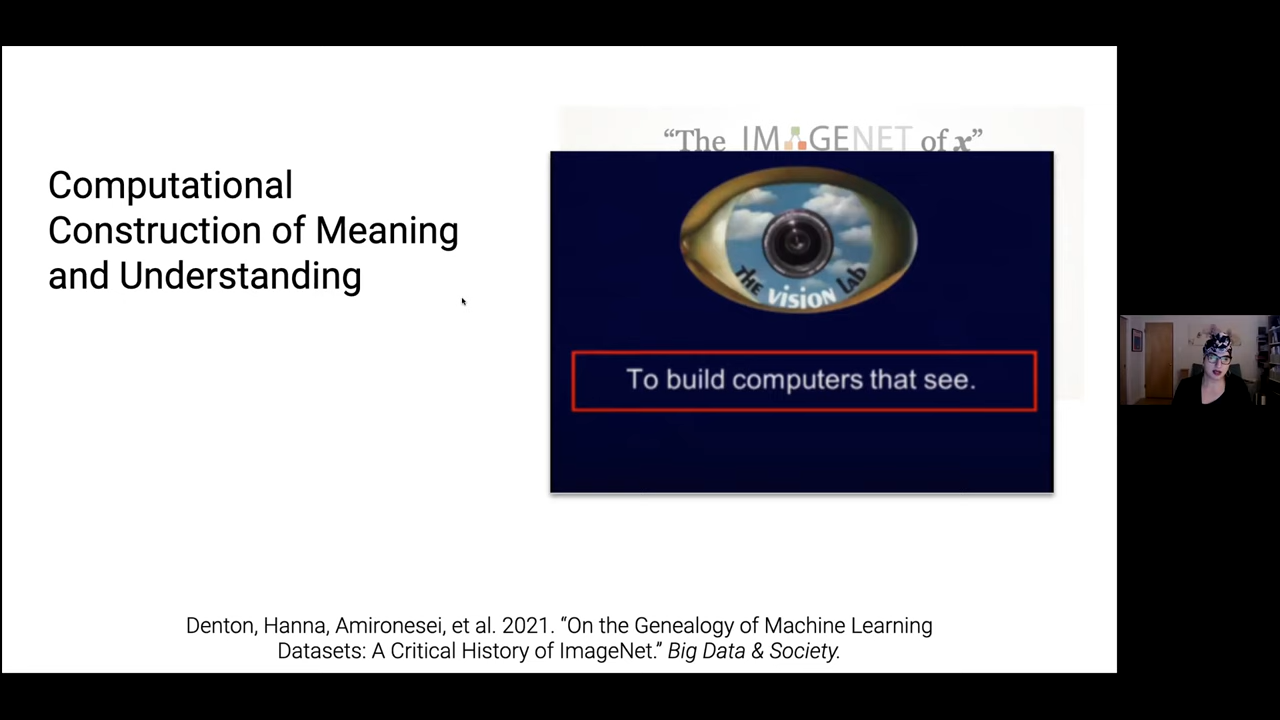 Computational
Construction of Meaning
and Understanding
“The IMAGENET of x”
THE VISION LAB
To build computers that see.
Denton, Hanna, Amironesei, et al. 2021. “On the Genealogy of Machine Learning
Datasets: A Critical History of ImageNet.” Big Data & Society.